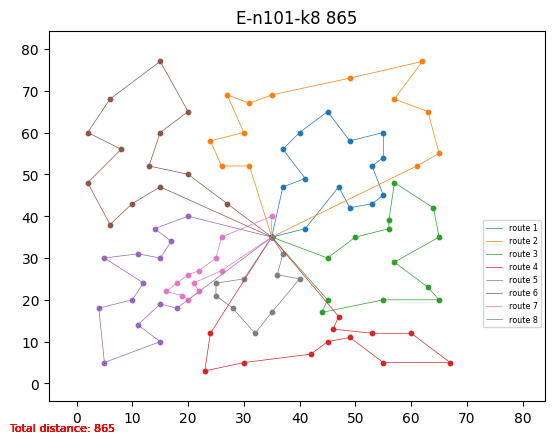 E-n101-k8 865
80
70
60
50
40
30
20
10
0
route 1
route 2
route 3
route 4
route 5
route 6
route 7
route 8
0 10 20 30 40 50 60 70 80
Total distance: 865